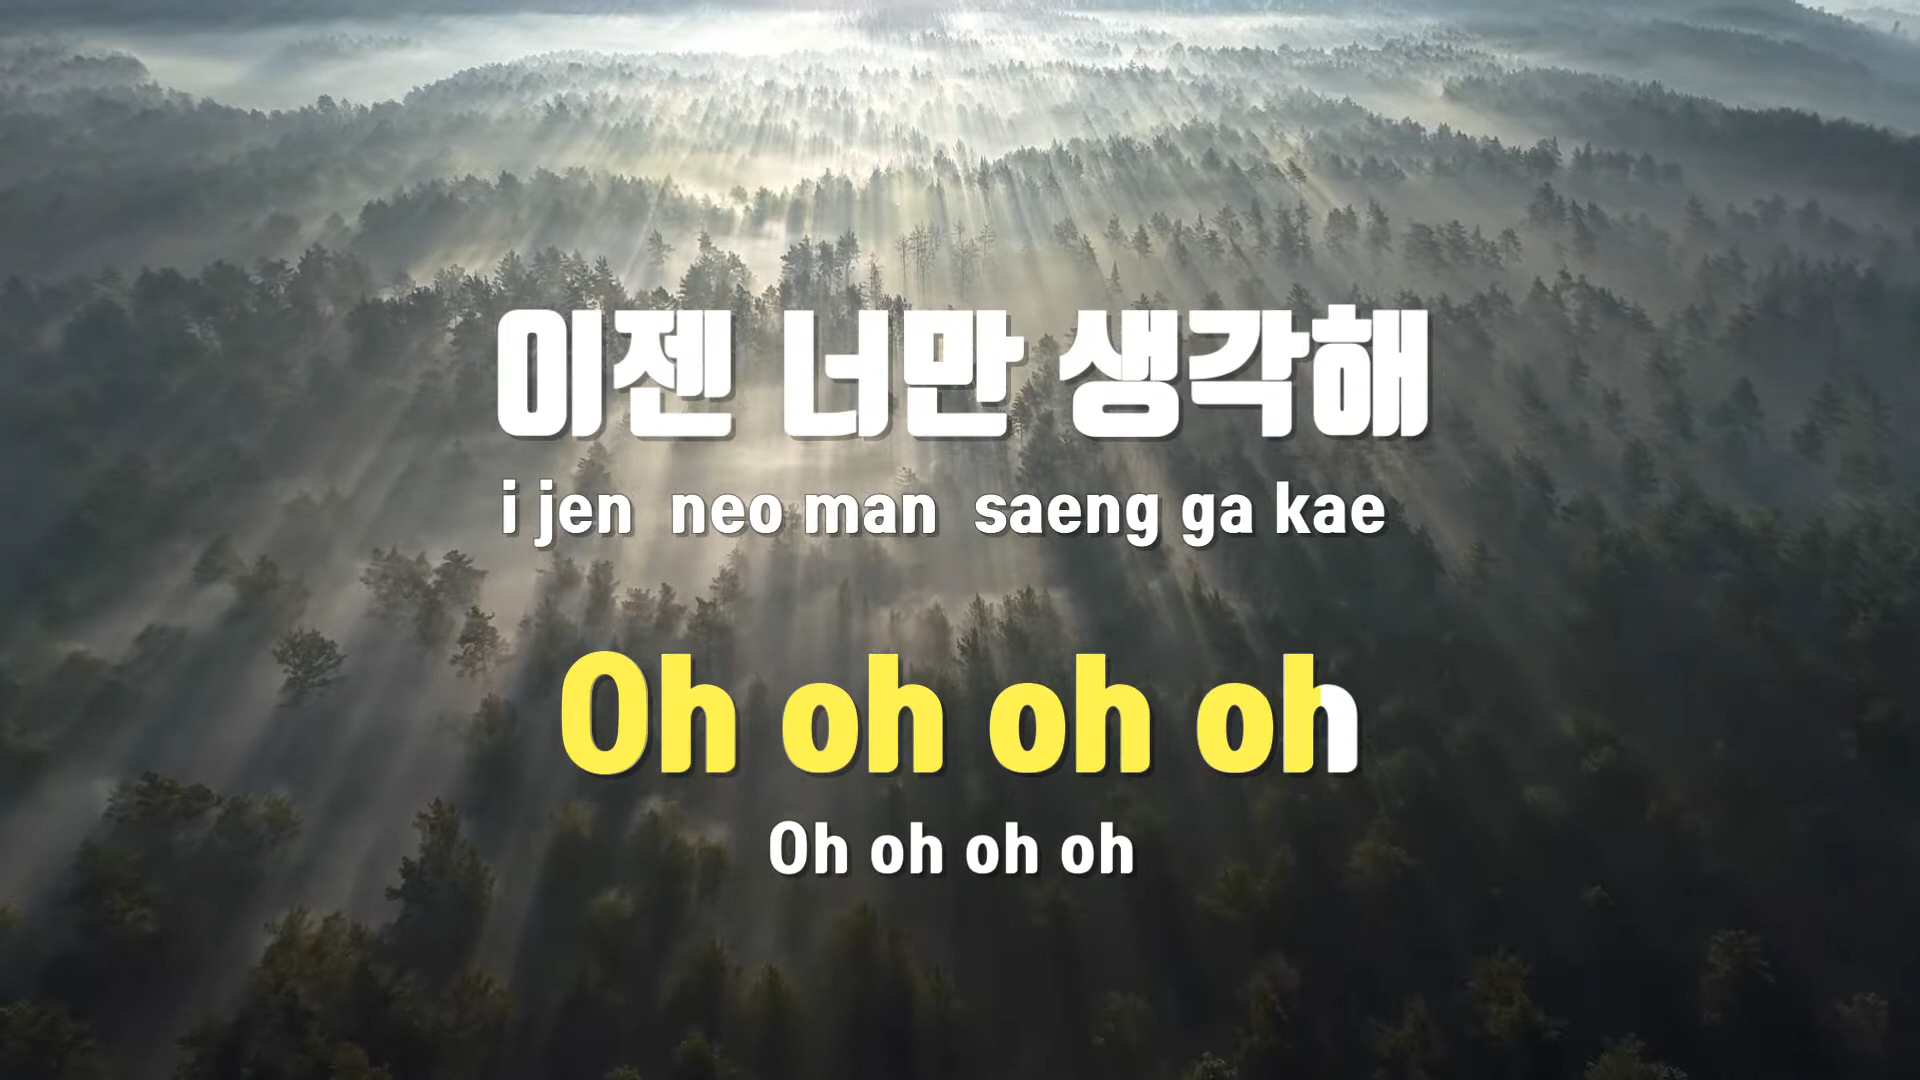 이젠 너만 생각해
i jen neo man saeng ga kae
Oh oh oh oh
Oh oh oh oh